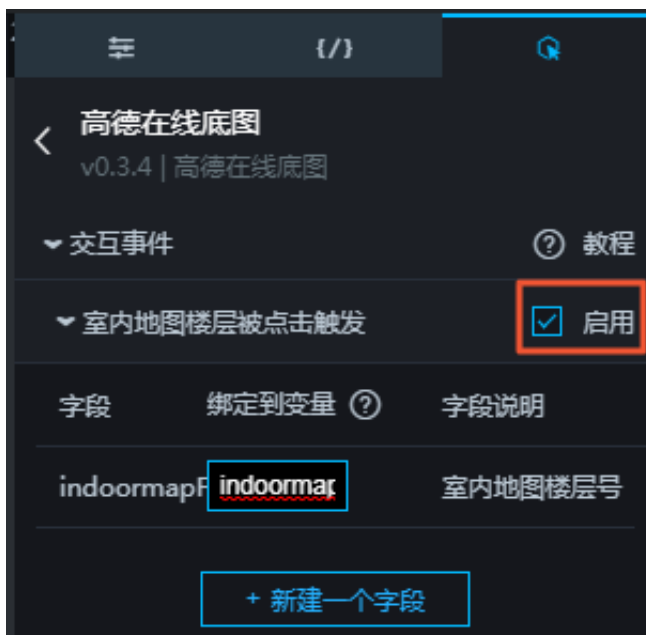 {/}
高德在线底图
v0.3.4 | 高德在线底图
交互事件 ? 教程
室内地图楼层被点击触发 启用
字段 绑定到变量 ? 字段说明
indoormapF indoormap 室内地图楼层号
+ 新建一个字段